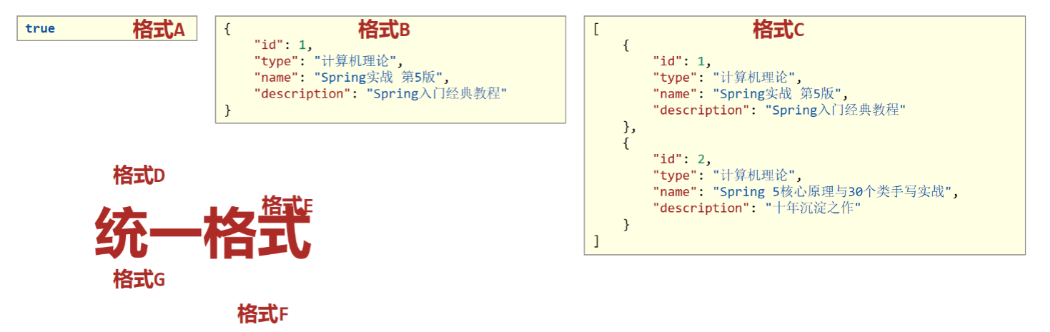 true
格式A
{
    "id": 1,
    "type": "计算机理论",
    "name": "Spring实战 第5版",
    "description": "Spring入门经典教程"
}
格式B
[
    {
        "id": 1,
        "type": "计算机理论",
        "name": "Spring实战 第5版",
        "description": "Spring入门经典教程"
    },
    {
        "id": 2,
        "type": "计算机理论",
        "name": "Spring 5核心原理与30个类手写实战",
        "description": "十年沉淀之作"
    }
]
格式C
格式D
格式E
统一格式
格式G
格式F